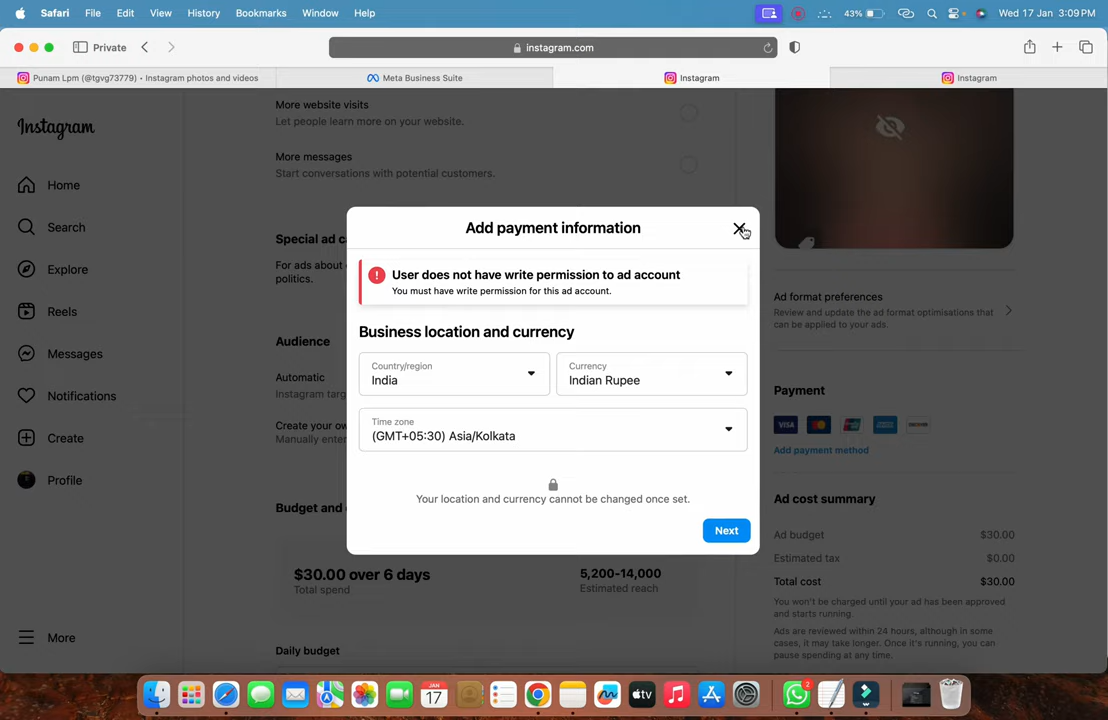 Safari File Edit View History Bookmarks Window Help 43% Wed 17 Jan 3:09 PM
Private instagram.com
Punam Lpm (@tgvg73779) • Instagram photos and videos Meta Business Suite Instagram Instagram
Instagram
Home
Search
Explore
Reels
Messages
Notifications
Create
Profile
More
More website visits
Let people learn more on your website.
More messages
Start conversations with potential customers.
Special ad ca
For ads about
politics.
Audience
Automatic
Instagram targ
Create your ow
Manually enter
Budget and
$30.00 over 6 days
Total spend
5,200-14,000
Estimated reach
Daily budget
Add payment information
User does not have write permission to ad account
You must have write permission for this ad account.
Business location and currency
Country/region
India
Currency
Indian Rupee
Time zone
(GMT+05:30) Asia/Kolkata
Your location and currency cannot be changed once set.
Next
Ad format preferences
Review and update the ad format optimisations that
can be applied to your ads.
Payment
VISA
Add payment method
Ad cost summary
Ad budget $30.00
Estimated tax $0.00
Total cost $30.00
You won't be charged until your ad has been approved
and starts running.
Ads are reviewed within 24 hours, although in some
cases, it may take longer. Once it's running, you can
pause spending at any time.
JAN
17
tv
2